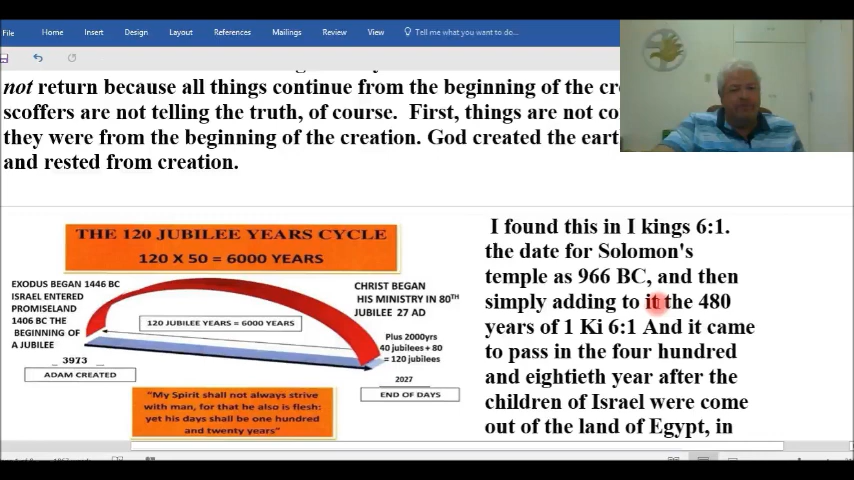 File
Home
Insert
Design
Layout
References
Mailings
Review
View
Tell me what you want to do...
not return because all things continue from the beginning of the cre
scoffers are not telling the truth, of course. First, things are not co
they were from the beginning of the creation. God created the eart
and rested from creation.
THE 120 JUBILEE YEARS CYCLE
120 X 50 = 6000 YEARS
EXODUS BEGAN 1446 BC
ISRAEL ENTERED
PROMISELAND
1406 BC THE
BEGINNING OF
A JUBILEE
3973
ADAM CREATED
120 JUBILEE YEARS = 6000 YEARS
CHRIST BEGAN
HIS MINISTRY IN 80TH
JUBILEE 27 AD
Plus 2000yrs
40 jubilees + 80
= 120 jubilees
2027
END OF DAYS
"My Spirit shall not always strive
with man, for that he also is flesh:
yet his days shall be one hundred
and twenty years"
I found this in I kings 6:1.
the date for Solomon's
temple as 966 BC, and then
simply adding to it the 480
years of 1 Ki 6:1 And it came
to pass in the four hundred
and eightieth year after the
children of Israel were come
out of the land of Egypt, in